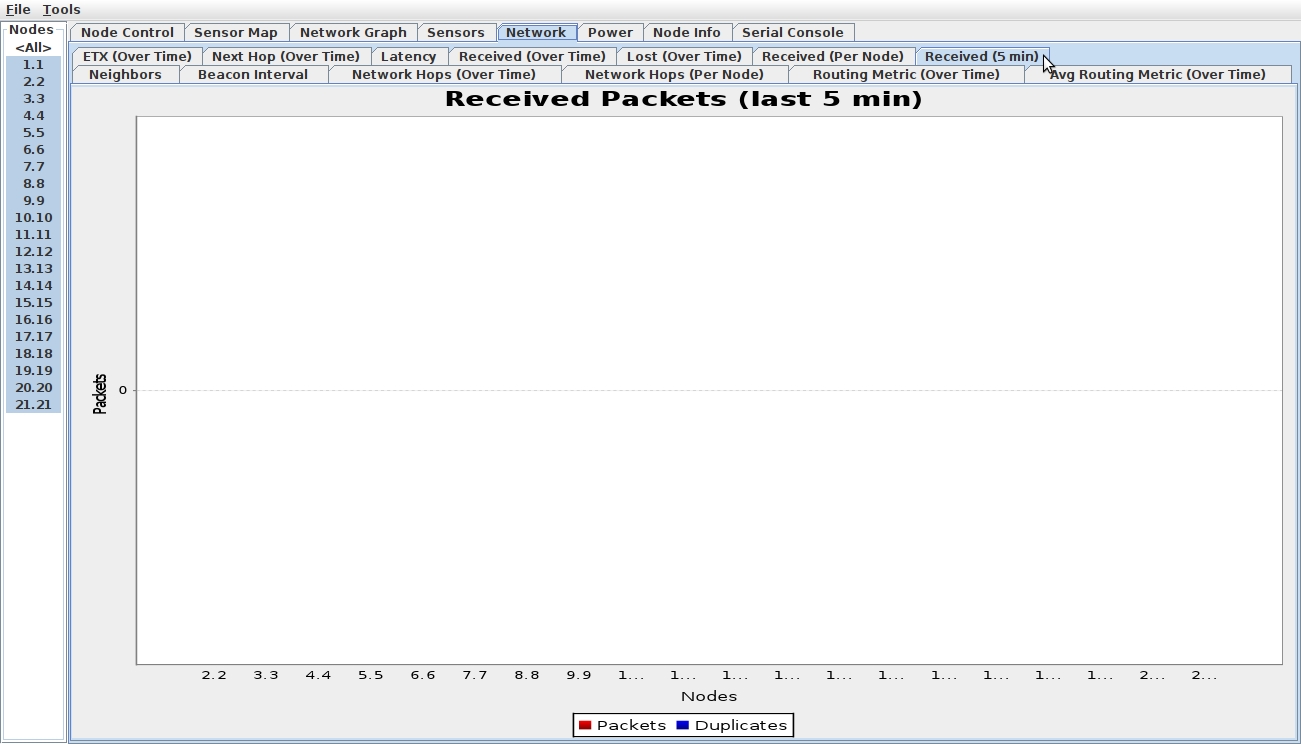 File Tools
Nodes
<All>
1.1
2.2
3.3
4.4
5.5
6.6
7.7
8.8
9.9
10.10
11.11
12.12
13.13
14.14
15.15
16.16
17.17
18.18
19.19
20.20
21.21
Node Control Sensor Map Network Graph Sensors Network Power Node Info Serial Console
ETX (Over Time) Next Hop (Over Time) Latency Received (Over Time) Lost (Over Time) Received (Per Node) Received (5 min)
Neighbors Beacon Interval Network Hops (Over Time) Network Hops (Per Node) Routing Metric (Over Time) Avg Routing Metric (Over Time)
Received Packets (last 5 min)
Packets
0
2.2 3.3 4.4 5.5 6.6 7.7 8.8 9.9 1... 1... 1... 1... 1... 1... 1... 1... 1... 1... 2... 2...
Nodes
Packets Duplicates